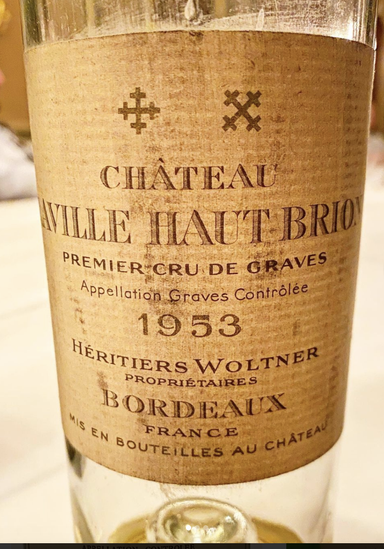 CHÂTEAU
AVILLE HAUT-BRION
PREMIER CRU DE GRAVES
Appellation Graves Contrôlée
1953
HÉRITIERS WOLTNER
PROPRIÉTAIRES
BORDEAUX
FRANCE
MIS EN BOUTEILLES AU CHÂTEAU